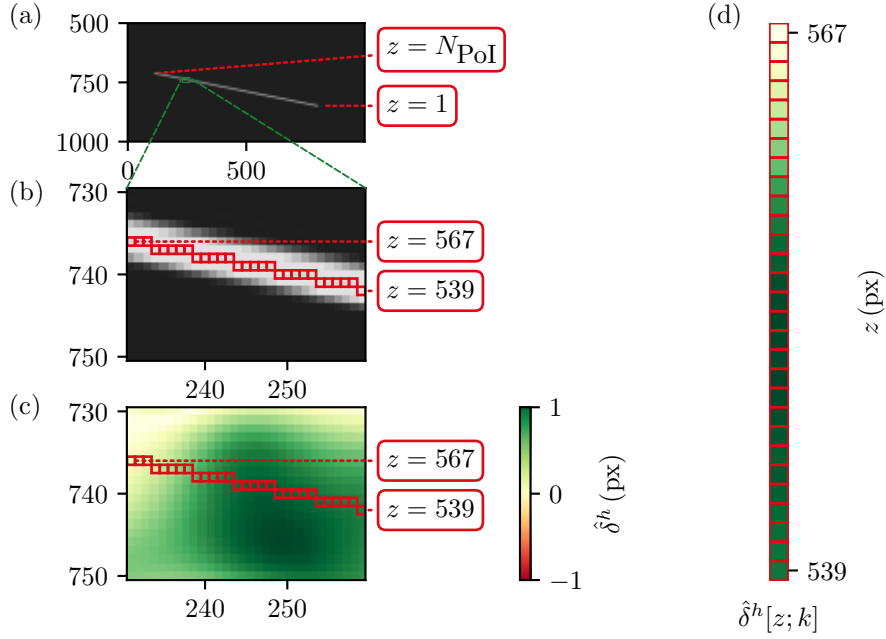 (a)
500
750
1000
0
500
z = N_PoI
z = 1
(b)
730
740
750
240
250
z = 567
z = 539
(c)
730
740
750
240
250
z = 567
z = 539
1
0
−1
δ̂^h (px)
(d)
567
539
z (px)
δ̂^h[z; k]